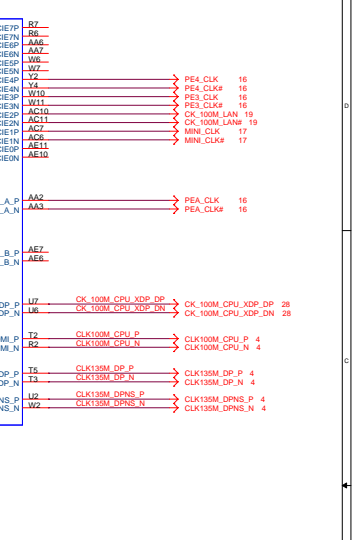 CIE7P R7
CIE7N R6
CIE6P AA6
CIE6N AA7
CIE5P W6
CIE5N W7
CIE4P Y2 PE4_CLK 16
CIE4N Y4 PE4_CLK# 16
CIE3P W10 PE3_CLK 16
CIE3N W11 PE3_CLK# 16
CIE2P AC10 CK_100M_LAN 19
CIE2N AC11 CK_100M_LAN# 19
CIE1P AC7 MINI_CLK 17
CIE1N AC6 MINI_CLK# 17
CIE0P AE11
CIE0N AE10
D
_A_P AA2 PEA_CLK 16
_A_N AA3 PEA_CLK# 16
_B_P AE7
_B_N AE6
DP_P U7 CK_100M_CPU_XDP_DP CK_100M_CPU_XDP_DP 28
DP_N U6 CK_100M_CPU_XDP_DN CK_100M_CPU_XDP_DN 28
MI_P T2 CLK100M_CPU_P CLK100M_CPU_P 4
MI_N R2 CLK100M_CPU_N CLK100M_CPU_N 4
C
DP_P T5 CLK135M_DP_P CLK135M_DP_P 4
DP_N T3 CLK135M_DP_N CLK135M_DP_N 4
NS_P U2 CLK135M_DPNS_P CLK135M_DPNS_P 4
NS_N W2 CLK135M_DPNS_N CLK135M_DPNS_N 4